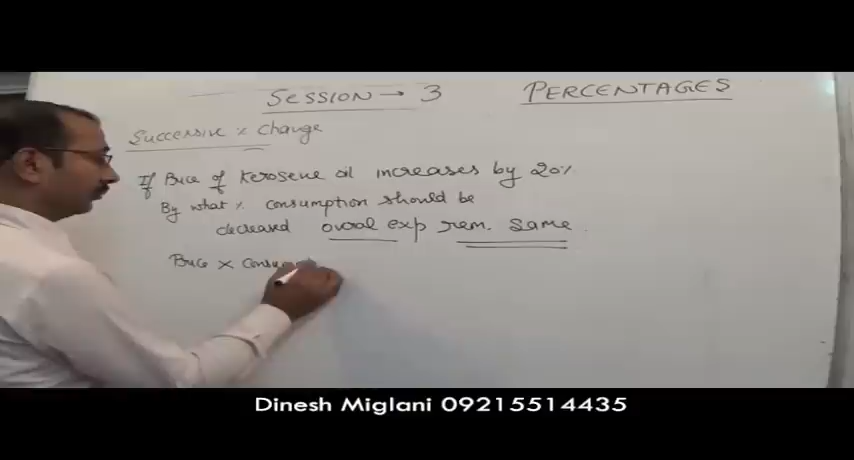 SESSION → 3
PERCENTAGES
Successive % change
If Price of Kerosene oil increases by 20%
By what % consumption should be
decreased overal exp rem. same
Price × Consum
Dinesh Miglani 09215514435